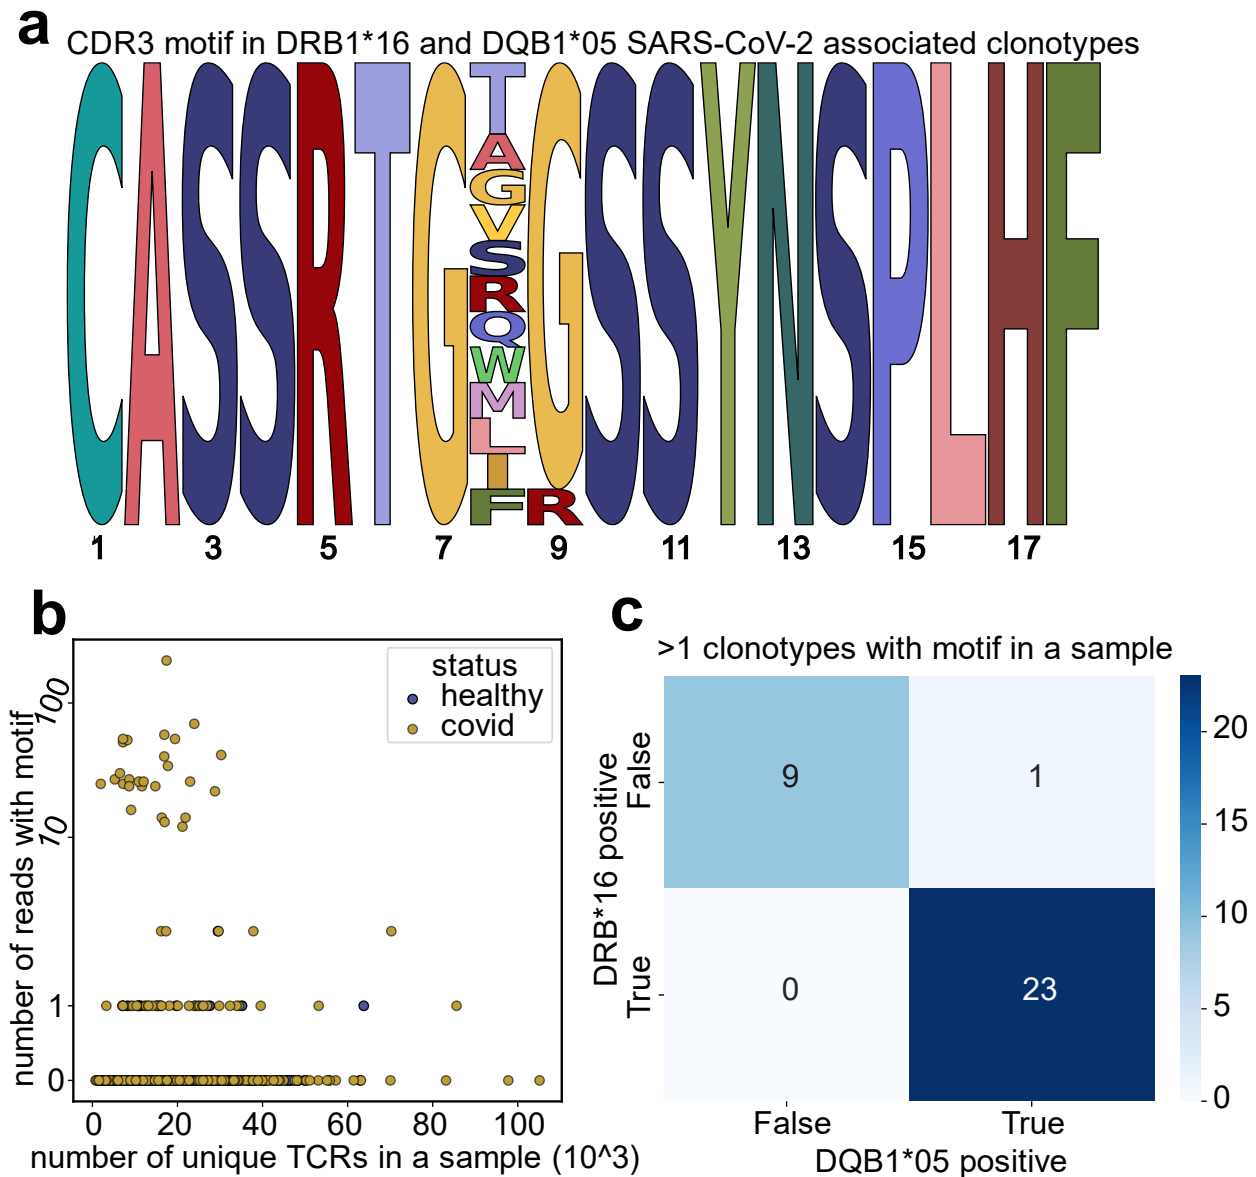 a
CDR3 motif in DRB1*16 and DQB1*05 SARS-CoV-2 associated clonotypes
CASSRTG
T
A
G
V
S
R
Q
W
M
L
I
F
G
R
SSYNSPLHF
1 3 5 7 9 11 13 15 17
b
status
healthy
covid
number of reads with motif
100
10
1
0
0 20 40 60 80 100
number of unique TCRs in a sample (10^3)
c
>1 clonotypes with motif in a sample
DRB*16 positive
False
True
9 1
0 23
False True
DQB1*05 positive
20
15
10
5
0